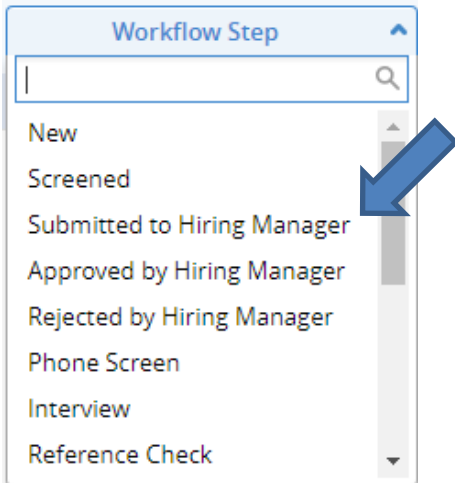 Workflow Step
New
Screened
Submitted to Hiring Manager
Approved by Hiring Manager
Rejected by Hiring Manager
Phone Screen
Interview
Reference Check